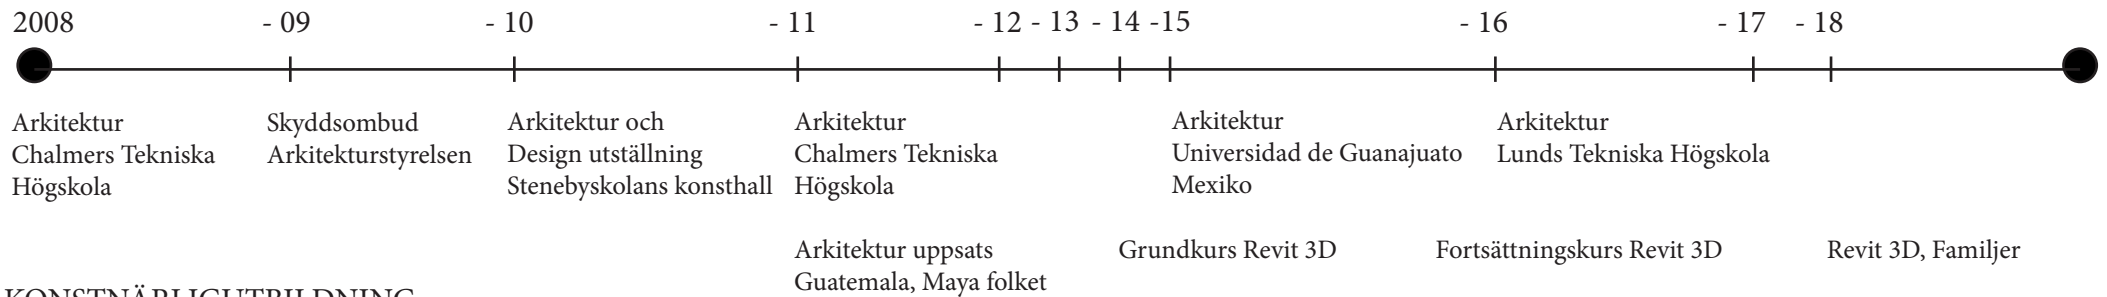 2008 - 09 - 10 - 11 - 12 - 13 - 14 -15 - 16 - 17 - 18
Arkitektur
Chalmers Tekniska
Högskola
Skyddsombud
Arkitekturstyrelsen
Arkitektur och
Design utställning
Stenebyskolans konsthall
Arkitektur
Chalmers Tekniska
Högskola
Arkitektur
Universidad de Guanajuato
Mexiko
Arkitektur
Lunds Tekniska Högskola
Arkitektur uppsats
Guatemala, Maya folket
Grundkurs Revit 3D
Fortsättningskurs Revit 3D
Revit 3D, Familjer
KONSTNÄRLIGUTBILDNING